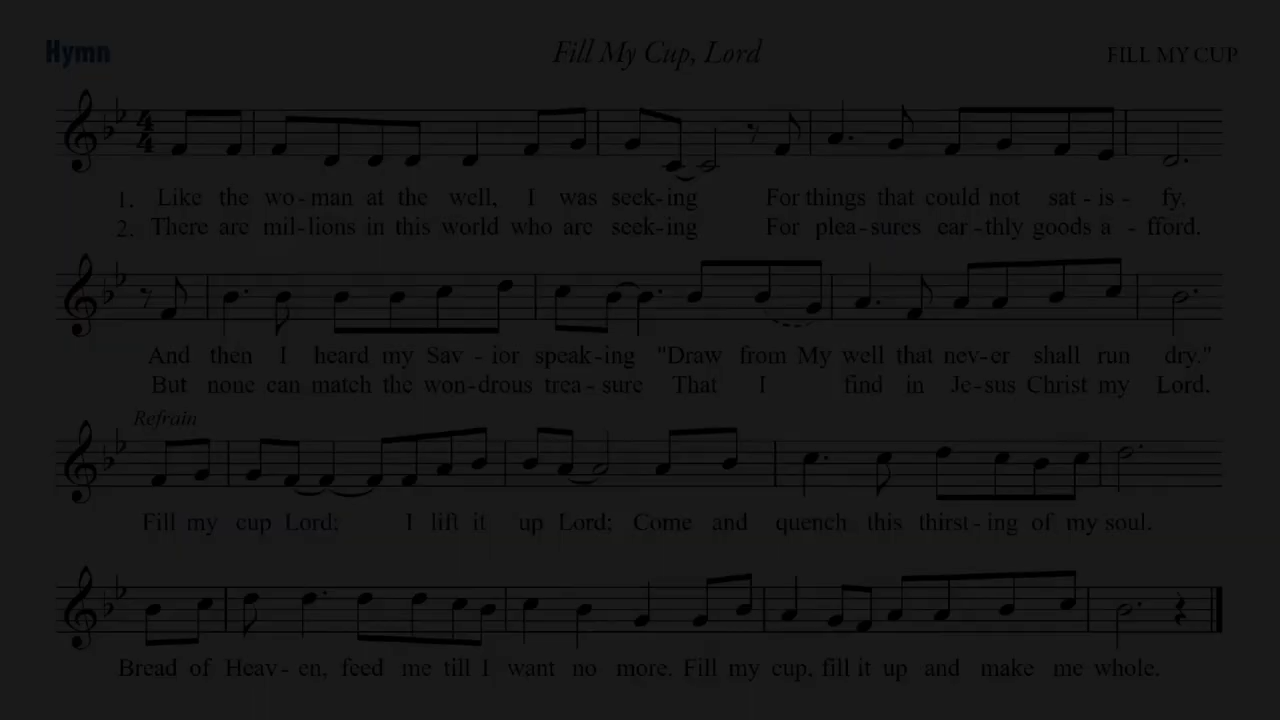 Hymn
Fill My Cup, Lord
FILL MY CUP
1. Like the wo-man at the well, I was seek-ing For things that could not sat-is-fy.
2. There are mil-lions in this world who are seek-ing For plea-sures ear-thly goods a-fford.
And then I heard my Sav-ior speak-ing "Draw from My well that nev-er shall run dry."
But none can match the won-drous trea-sure That I find in Je-sus Christ my Lord.
Refrain
Fill my cup Lord; I lift it up Lord; Come and quench this thirst-ing of my soul.
Bread of Heav-en, feed me till I want no more. Fill my cup, fill it up and make me whole.